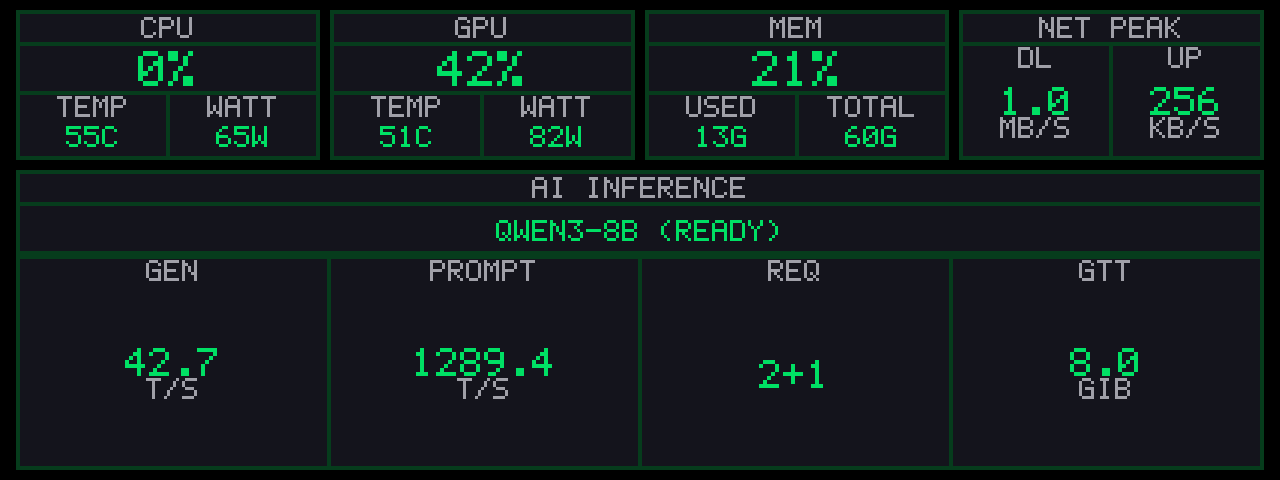 CPU
0%
TEMP WATT
55C 65W
GPU
42%
TEMP WATT
51C 82W
MEM
21%
USED TOTAL
13G 60G
NET PEAK
DL UP
1.0 256
MB/S KB/S
AI INFERENCE
QWEN3-8B (READY)
GEN
42.7
T/S
PROMPT
1289.4
T/S
REQ
2+1
GTT
8.0
GIB